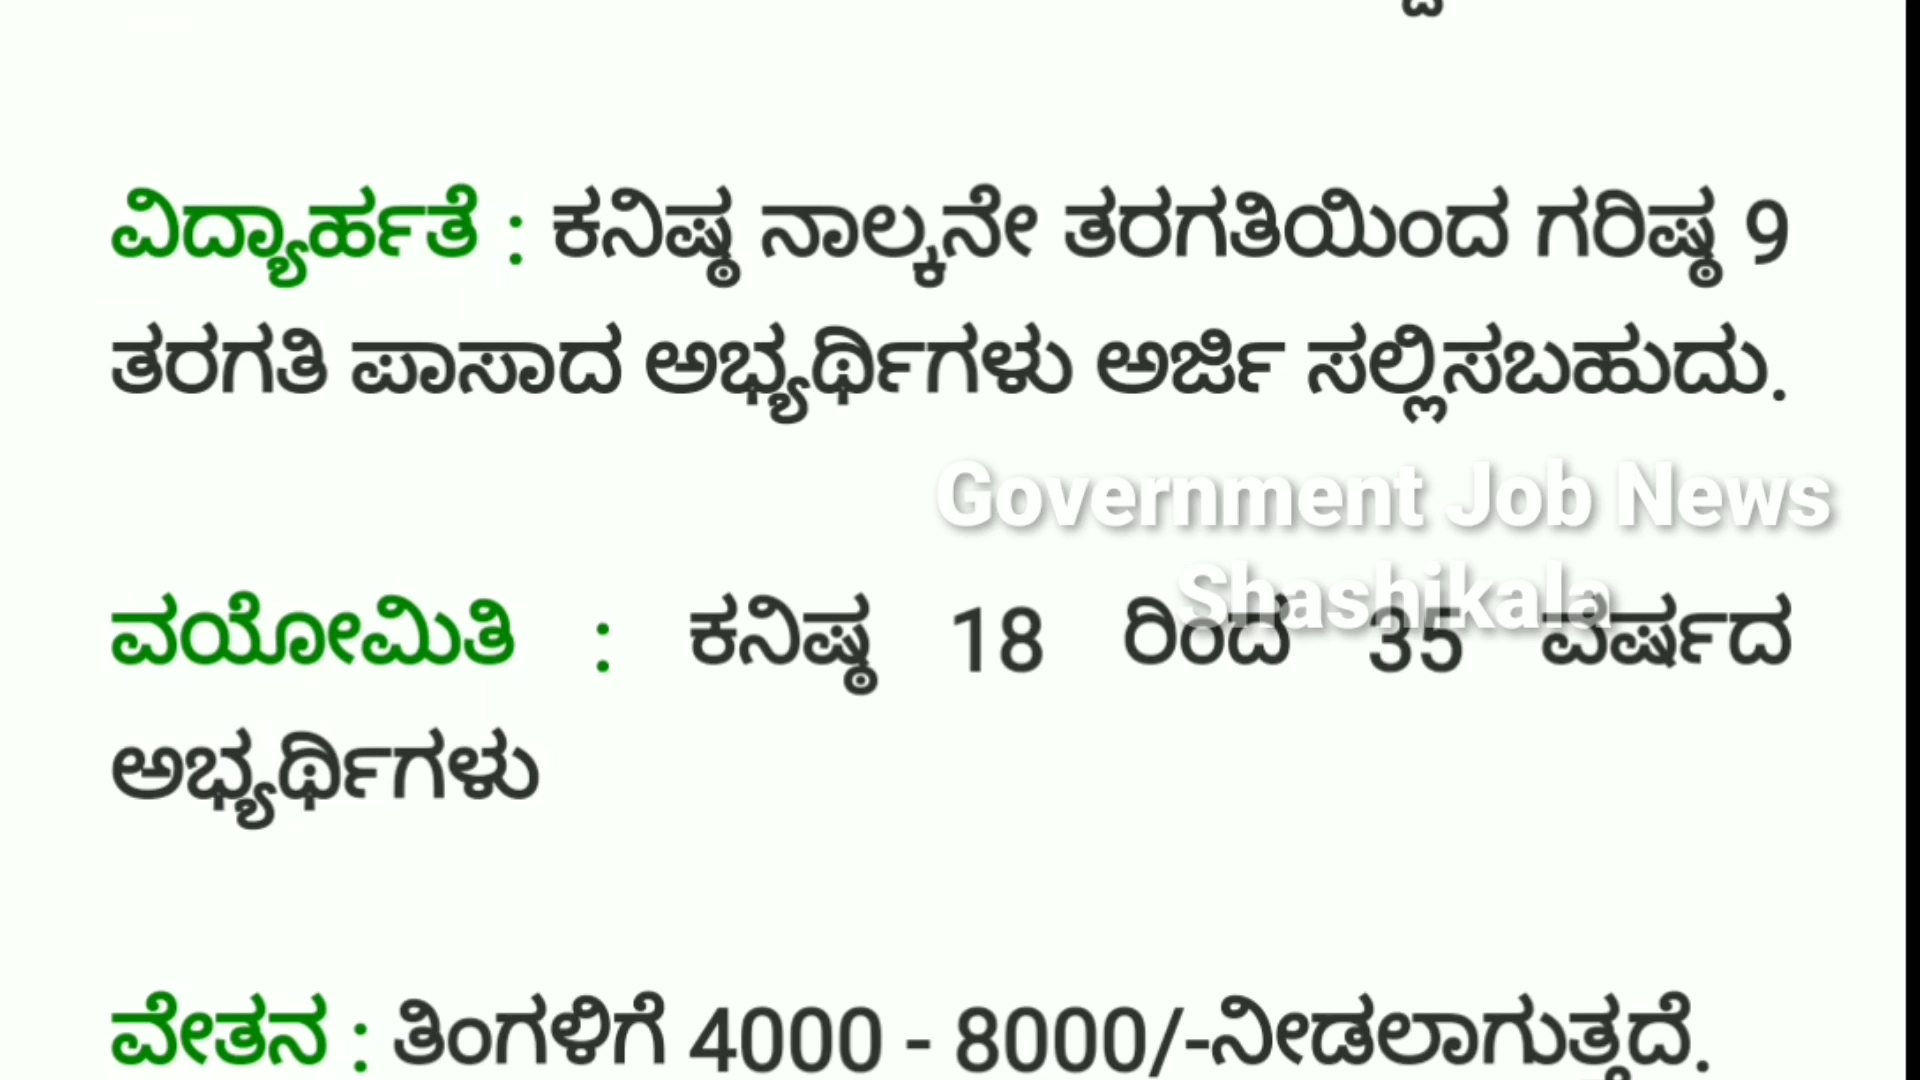 ವಿದ್ಯಾರ್ಹತೆ : ಕನಿಷ್ಠ ನಾಲ್ಕನೇ ತರಗತಿಯಿಂದ ಗರಿಷ್ಠ 9
ತರಗತಿ ಪಾಸಾದ ಅಭ್ಯರ್ಥಿಗಳು ಅರ್ಜಿ ಸಲ್ಲಿಸಬಹುದು.
Government Job News
Shashikala
ವಯೋಮಿತಿ : ಕನಿಷ್ಠ 18 ರಿಂದ 35 ವರ್ಷದ
ಅಭ್ಯರ್ಥಿಗಳು
ವೇತನ : ತಿಂಗಳಿಗೆ 4000 - 8000/-ನೀಡಲಾಗುತ್ತದೆ.